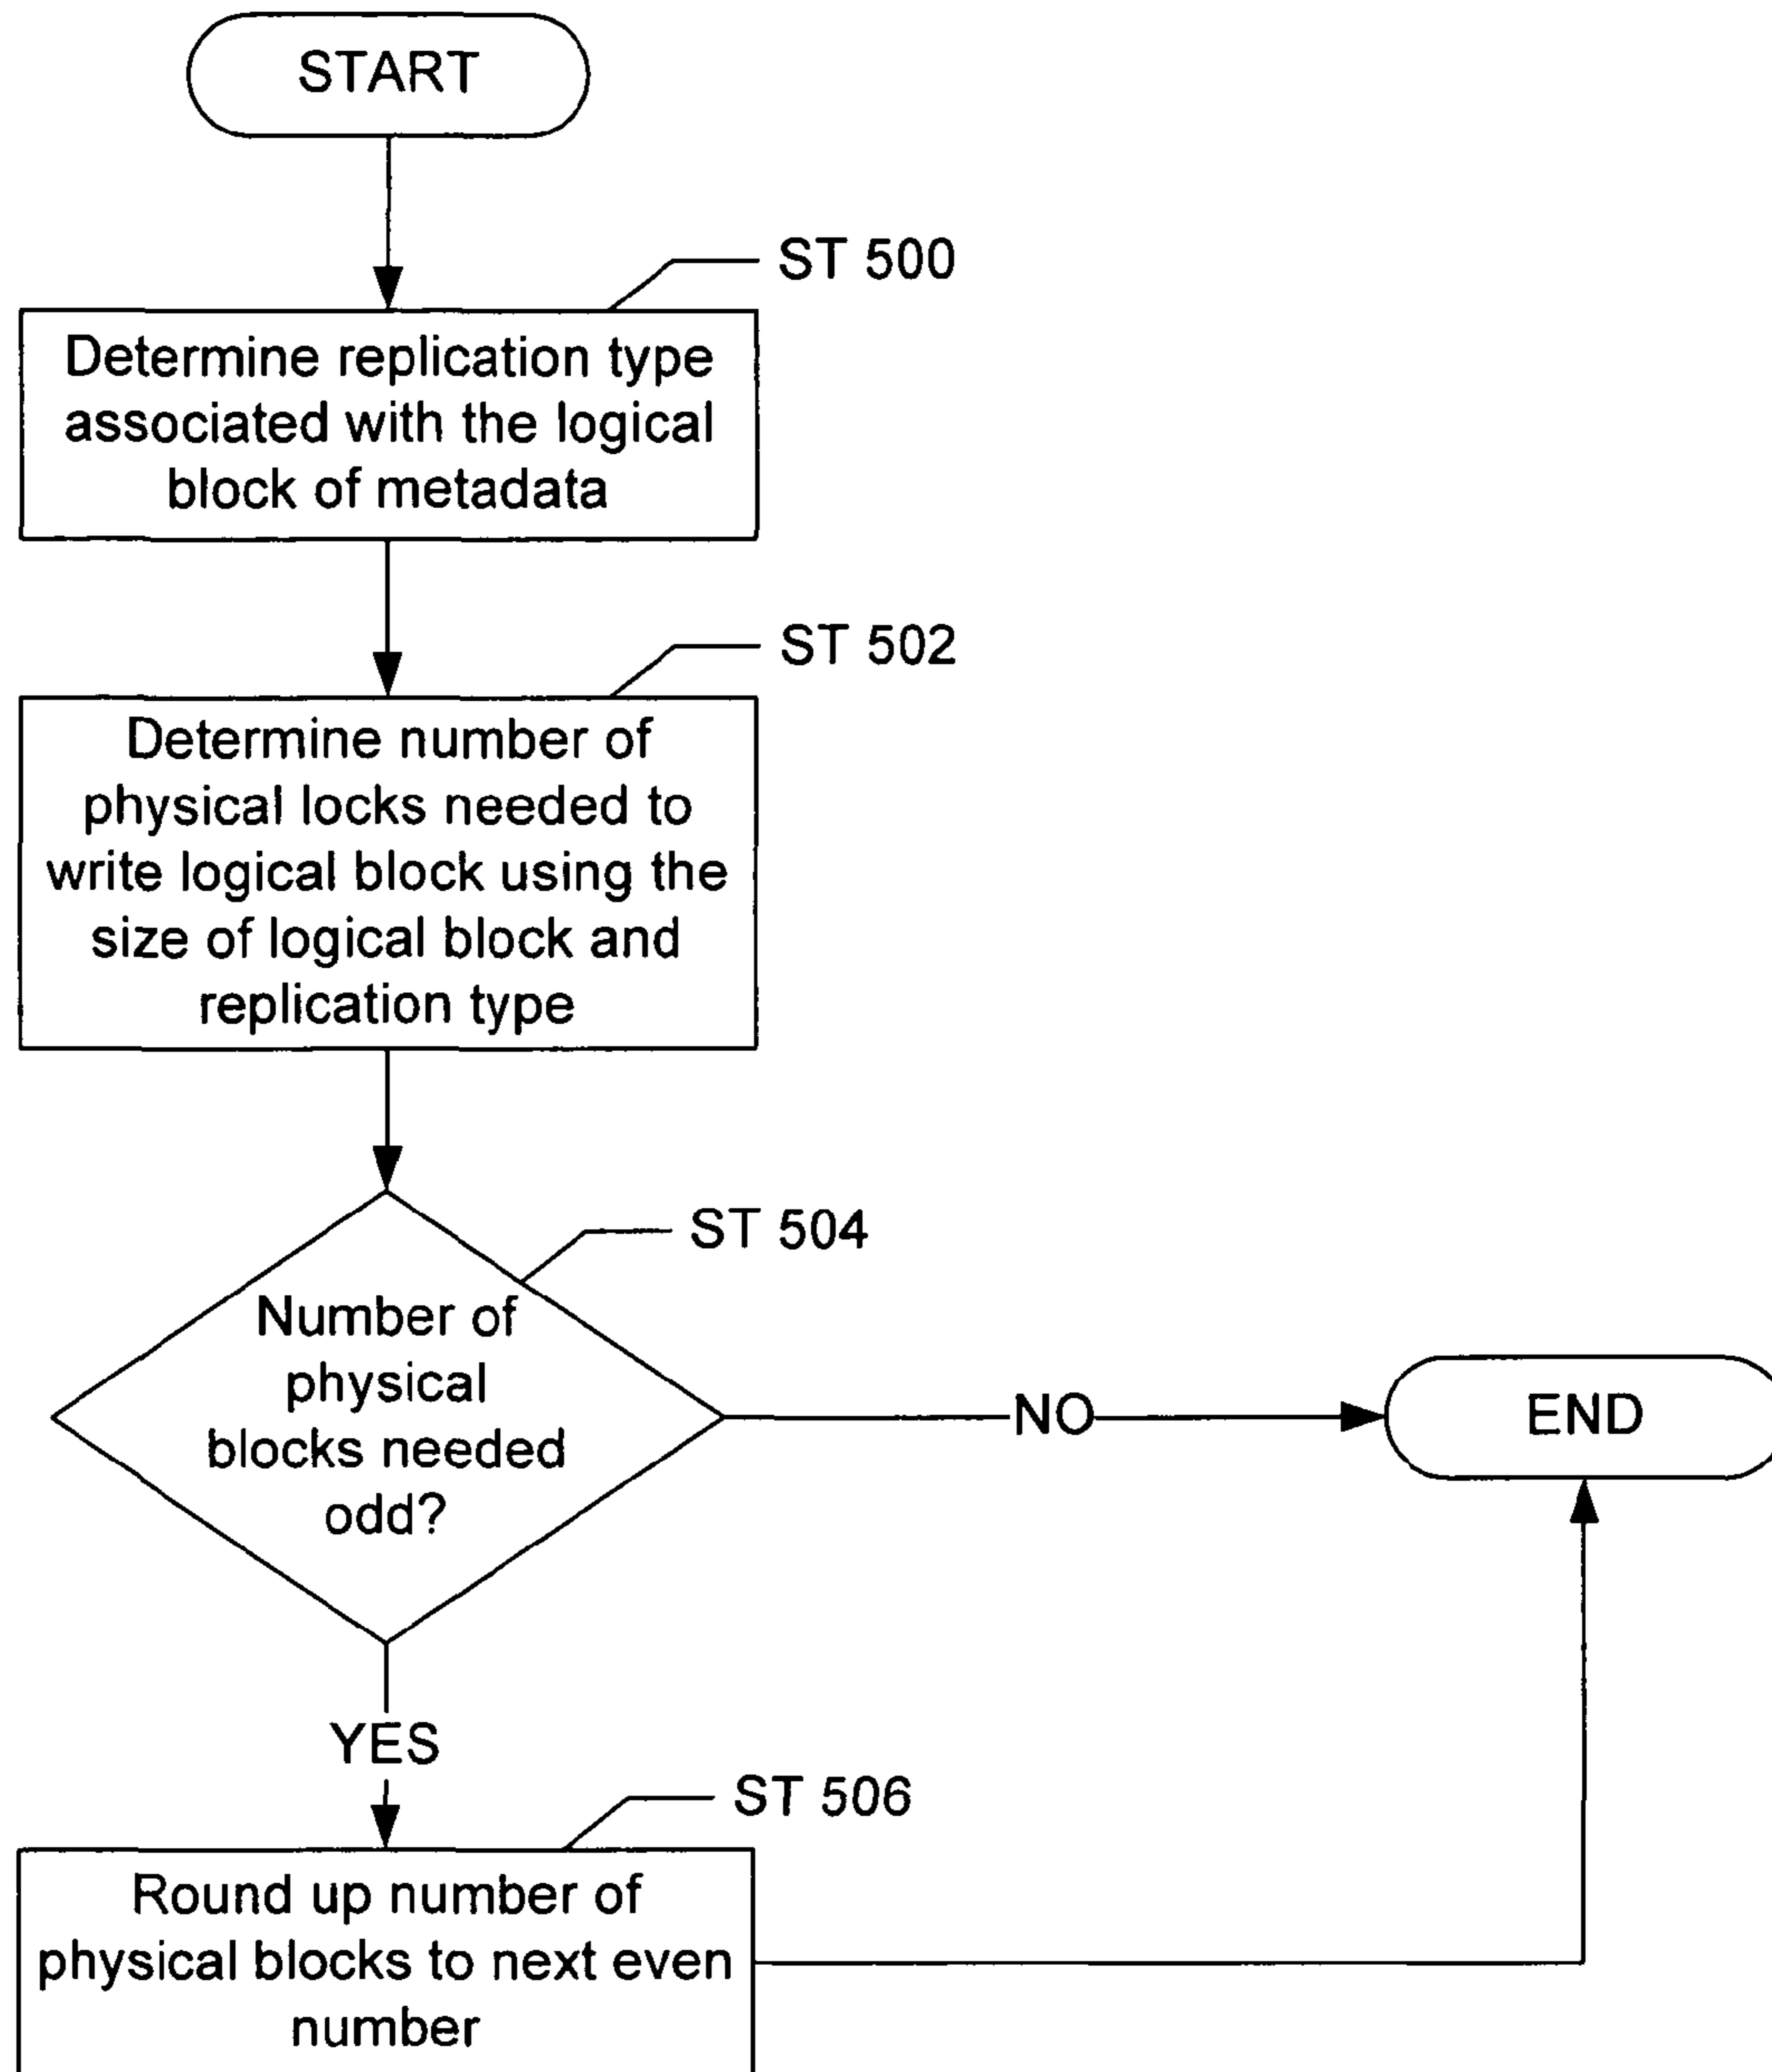 START
ST 500
Determine replication type
associated with the logical
block of metadata
ST 502
Determine number of
physical locks needed to
write logical block using the
size of logical block and
replication type
ST 504
Number of
physical
blocks needed
odd?
NO
END
YES
ST 506
Round up number of
physical blocks to next even
number